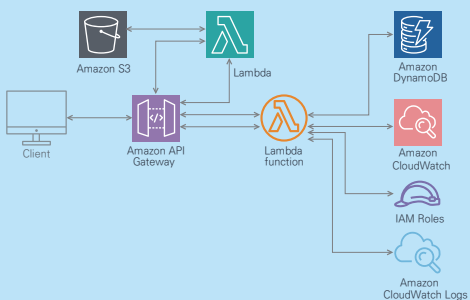 Amazon S3
Lambda
Amazon
DynamoDB
Client
Amazon API
Gateway
</>
Lambda
function
Amazon
CloudWatch
IAM Roles
Amazon
CloudWatch Logs